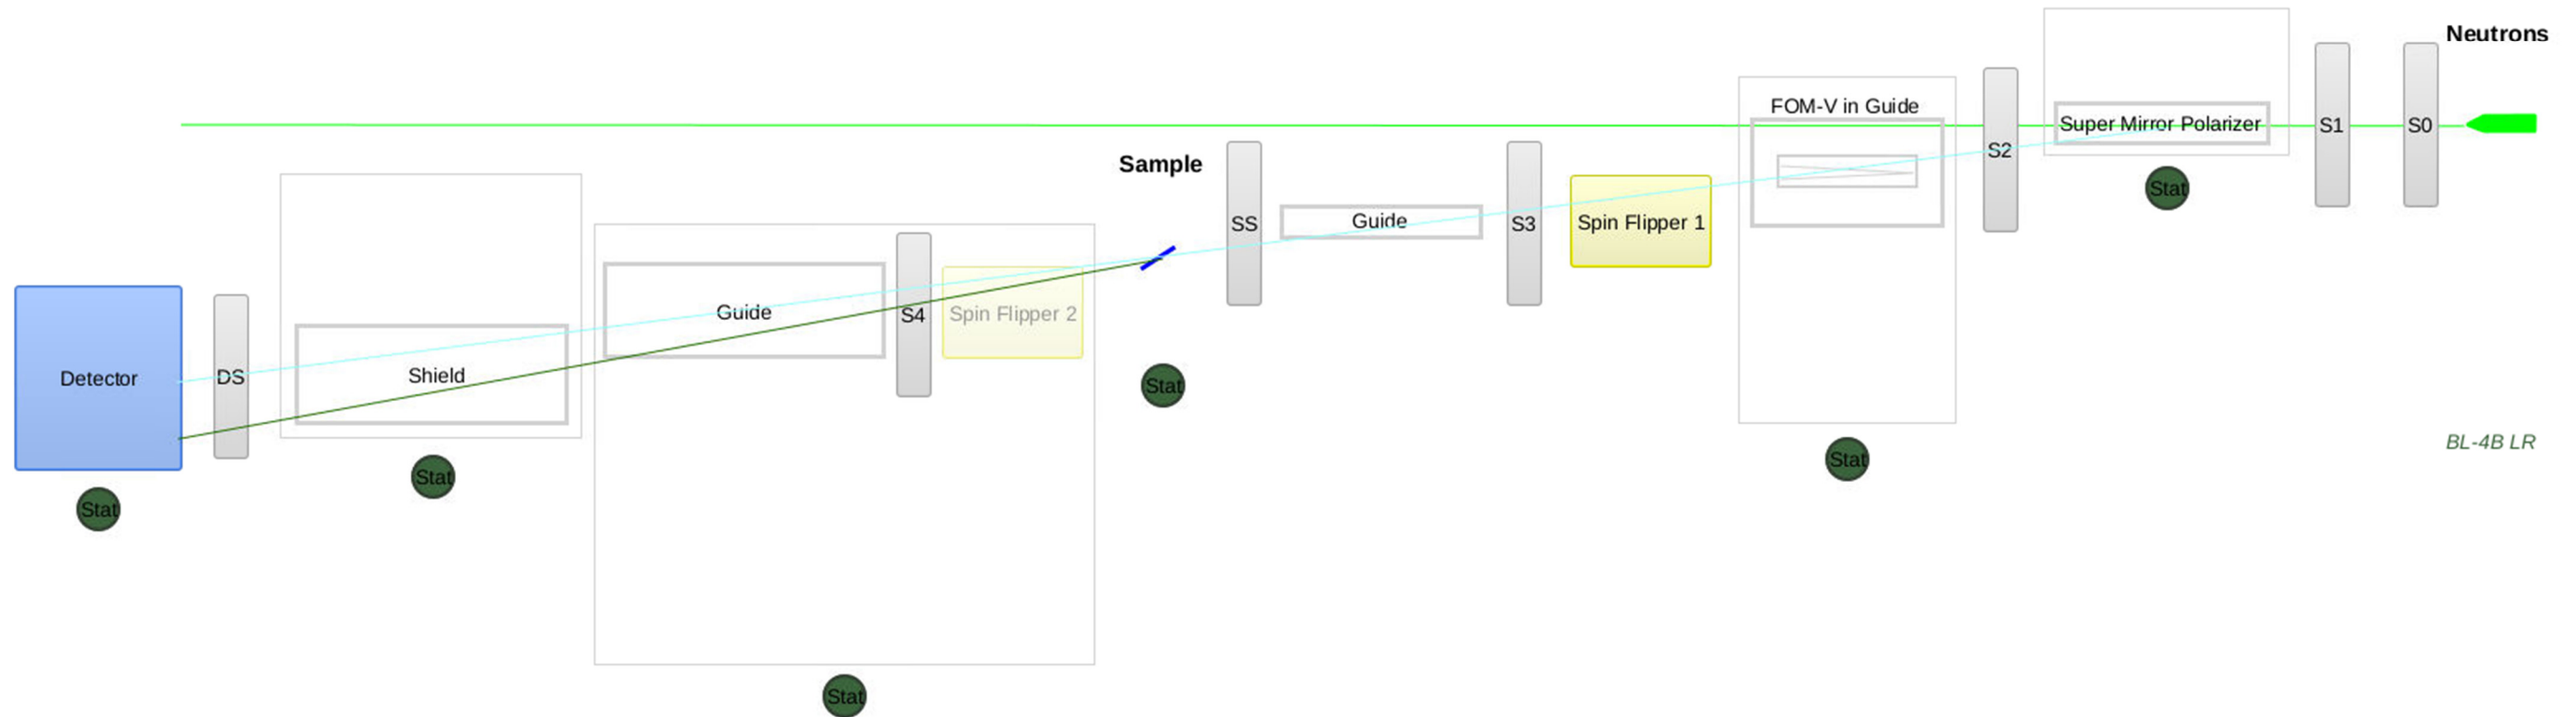 Neutrons
FOM-V in Guide
Super Mirror Polarizer
S1
S0
S2
Sample
Stat
SS
Guide
S3
Spin Flipper 1
Guide
S4
Spin Flipper 2
Detector
DS
Shield
Stat
BL-4B LR
Stat
Stat
Stat
Stat